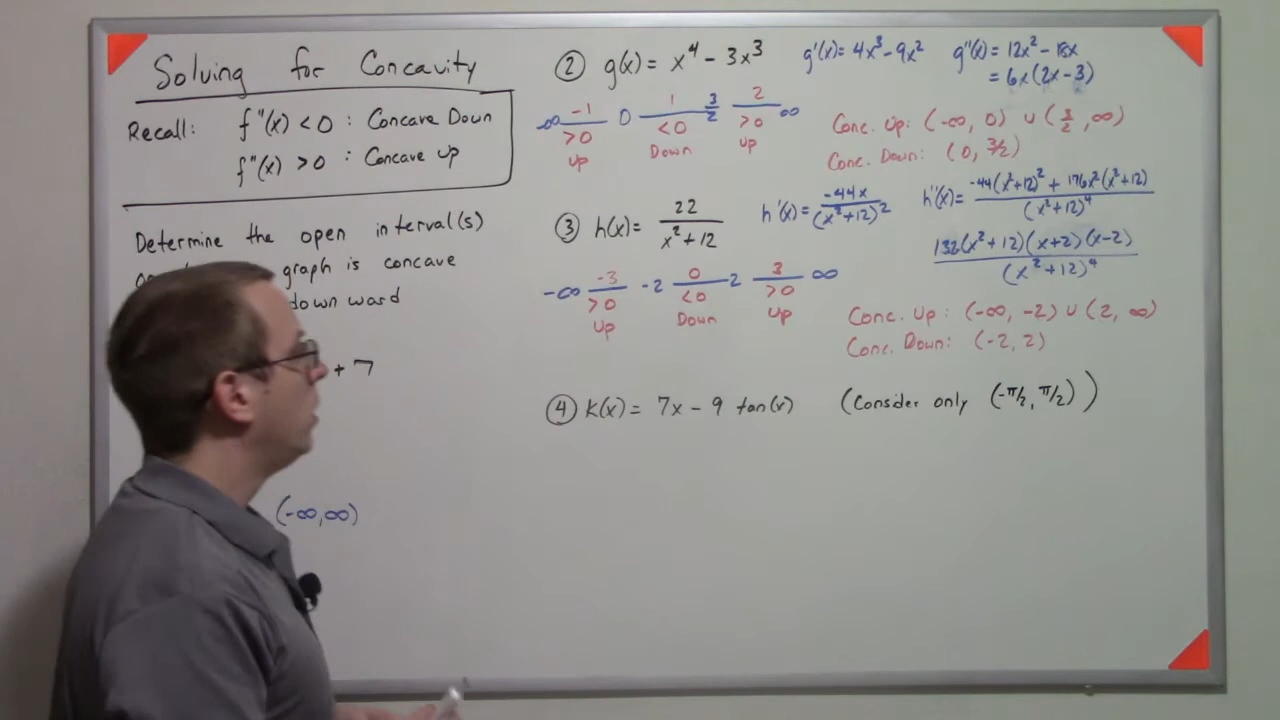 Solving for Concavity
Recall: f''(x) < 0 : Concave Down
f''(x) > 0 : Concave up
Determine the open interval(s)
graph is concave
down ward
+ 7
(-∞,∞)
② g(x) = x⁴ - 3x³ g'(x) = 4x³ - 9x² g''(x) = 12x² - 18x
= 6x(2x - 3)
-∞ -1 0 1 3/2 2 ∞
>0 <0 >0
up Down up
Conc. Up: (-∞, 0) ∪ (3/2, ∞)
Conc. Down: (0, 3/2)
③ h(x) = 22/(x² + 12) h'(x) = -44x/(x² + 12)² h''(x) = (-44(x²+12)² + 176x²(x²+12))/(x²+12)⁴
132(x²+12)(x+2)(x-2)/(x²+12)⁴
-∞ -3 -2 0 2 3 ∞
>0 <0 >0
Up Down Up
Conc. Up: (-∞, -2) ∪ (2, ∞)
Conc. Down: (-2, 2)
④ K(x) = 7x - 9 tan(x) (Consider only (-π/2, π/2))